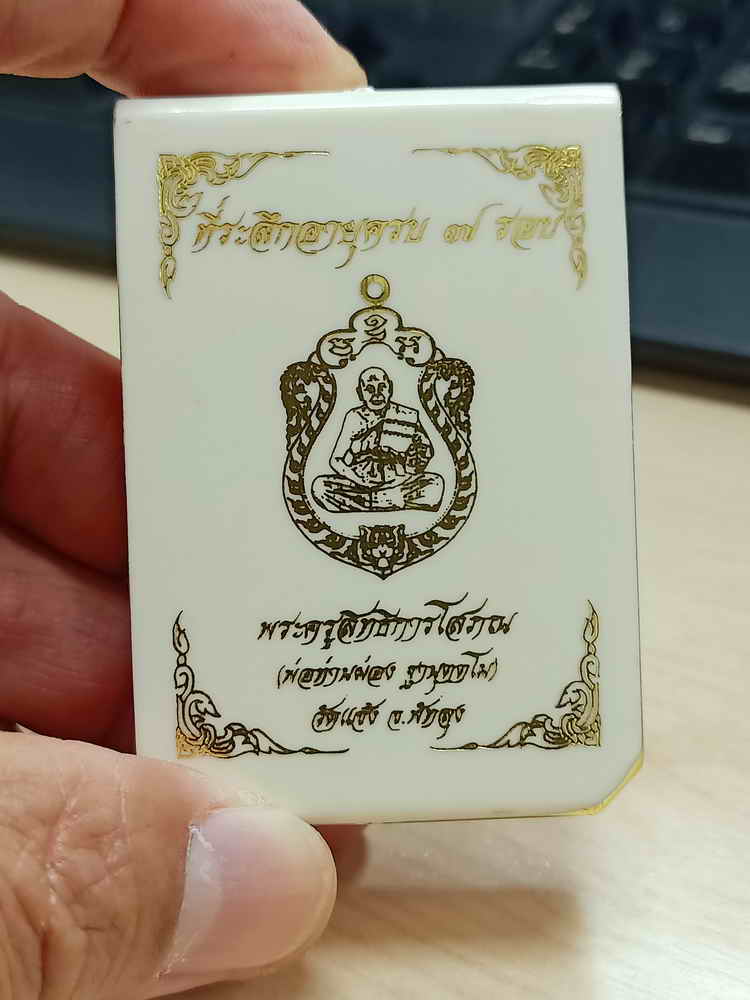 ที่ระลึกอายุครบ ๗ รอบ
พระครูสิทธิการโสภณ
(พ่อท่านผ่อง ฐานุตฺตโม)
วัดแจ้ง จ.พัทลุง